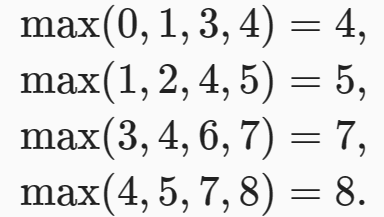 max(0, 1, 3, 4) = 4,
max(1, 2, 4, 5) = 5,
max(3, 4, 6, 7) = 7,
max(4, 5, 7, 8) = 8.